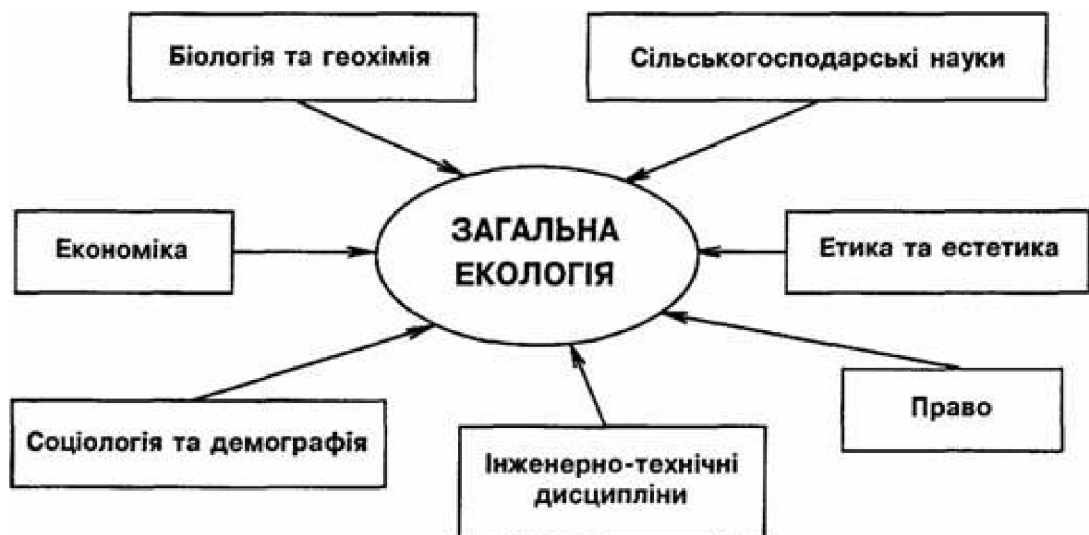 Біологія та геохімія
Сільськогосподарські науки
ЗАГАЛЬНА
ЕКОЛОГІЯ
Економіка
Етика та естетика
Право
Соціологія та демографія
Інженерно-технічні
дисципліни